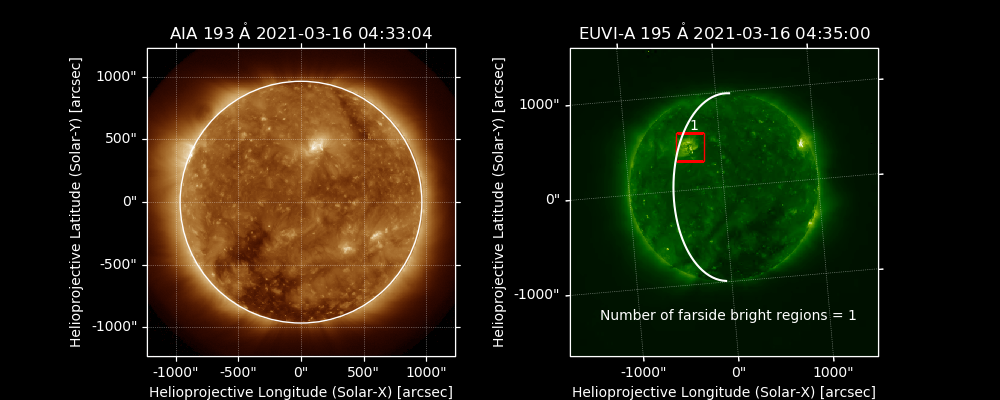 AIA 193 Å 2021-03-16 04:33:04
Helioprojective Latitude (Solar-Y) [arcsec]
1000"
500"
0"
-500"
-1000"
-1000" -500" 0" 500" 1000"
Helioprojective Longitude (Solar-X) [arcsec]
EUVI-A 195 Å 2021-03-16 04:35:00
Helioprojective Latitude (Solar-Y) [arcsec]
1000"
0"
-1000"
1
Number of farside bright regions = 1
-1000" 0" 1000"
Helioprojective Longitude (Solar-X) [arcsec]